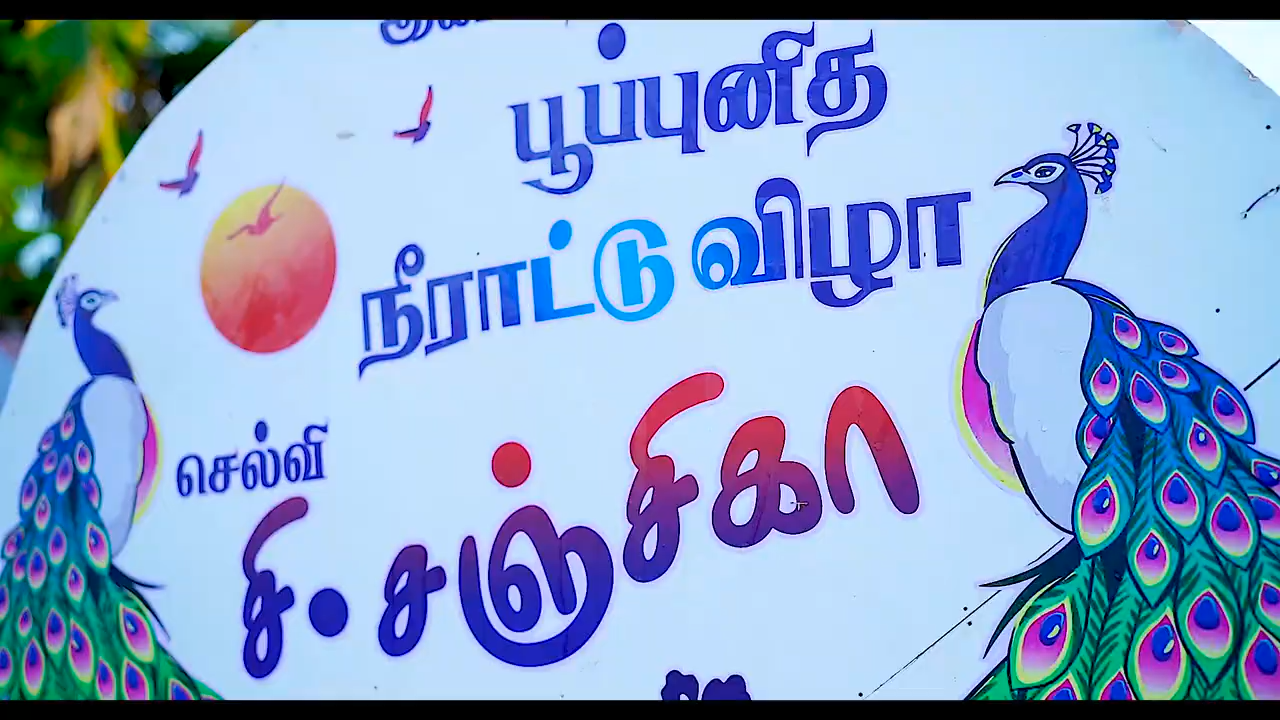 பூப்புனித
நீராட்டு விழா
செல்வி
சி. சஞ்சிகா